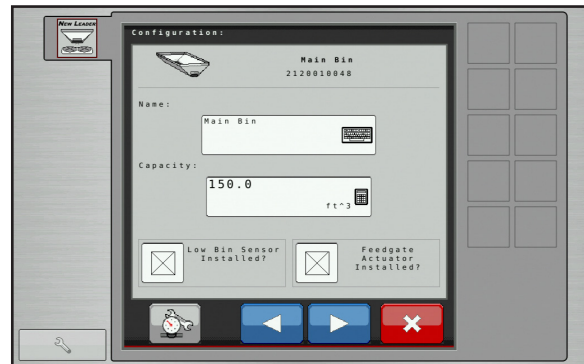 New Leader
Configuration:
Main Bin
2120010048
Name:
Main Bin
Capacity:
150.0
ft^3
Low Bin Sensor
Installed?
Feedgate
Actuator
Installed?